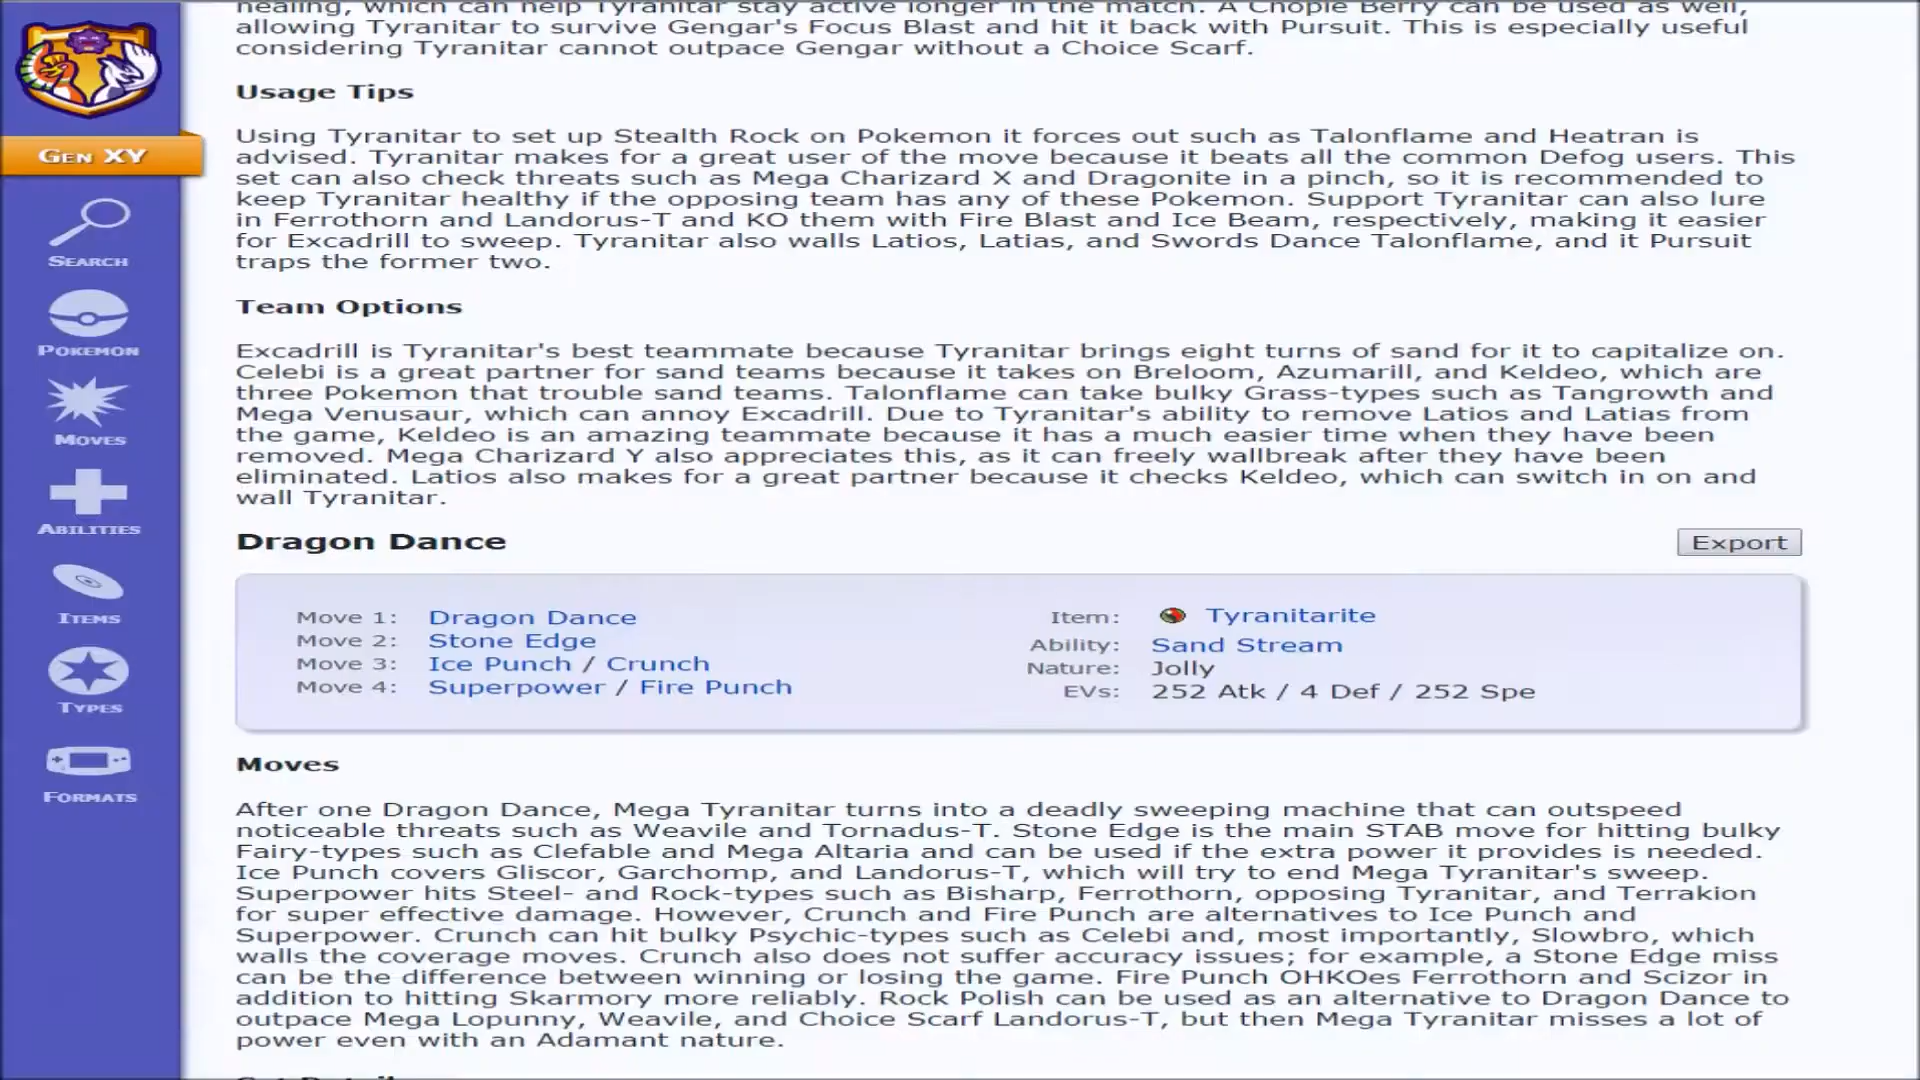 healing, which can help Tyranitar stay active longer in the match. A Chople Berry can be used as well,
allowing Tyranitar to survive Gengar's Focus Blast and hit it back with Pursuit. This is especially useful
considering Tyranitar cannot outpace Gengar without a Choice Scarf.
Usage Tips
Using Tyranitar to set up Stealth Rock on Pokemon it forces out such as Talonflame and Heatran is
advised. Tyranitar makes for a great user of the move because it beats all the common Defog users. This
set can also check threats such as Mega Charizard X and Dragonite in a pinch, so it is recommended to
keep Tyranitar healthy if the opposing team has any of these Pokemon. Support Tyranitar can also lure
in Ferrothorn and Landorus-T and KO them with Fire Blast and Ice Beam, respectively, making it easier
for Excadrill to sweep. Tyranitar also walls Latios, Latias, and Swords Dance Talonflame, and it Pursuit
traps the former two.
Team Options
Excadrill is Tyranitar's best teammate because Tyranitar brings eight turns of sand for it to capitalize on.
Celebi is a great partner for sand teams because it takes on Breloom, Azumarill, and Keldeo, which are
three Pokemon that trouble sand teams. Talonflame can take bulky Grass-types such as Tangrowth and
Mega Venusaur, which can annoy Excadrill. Due to Tyranitar's ability to remove Latios and Latias from
the game, Keldeo is an amazing teammate because it has a much easier time when they have been
removed. Mega Charizard Y also appreciates this, as it can freely wallbreak after they have been
eliminated. Latios also makes for a great partner because it checks Keldeo, which can switch in on and
wall Tyranitar.
Dragon Dance
Export
Move 1: Dragon Dance
Move 2: Stone Edge
Move 3: Ice Punch / Crunch
Move 4: Superpower / Fire Punch
Item: Tyranitarite
Ability: Sand Stream
Nature: Jolly
EVs: 252 Atk / 4 Def / 252 Spe
Moves
After one Dragon Dance, Mega Tyranitar turns into a deadly sweeping machine that can outspeed
noticeable threats such as Weavile and Tornadus-T. Stone Edge is the main STAB move for hitting bulky
Fairy-types such as Clefable and Mega Altaria and can be used if the extra power it provides is needed.
Ice Punch covers Gliscor, Garchomp, and Landorus-T, which will try to end Mega Tyranitar's sweep.
Superpower hits Steel- and Rock-types such as Bisharp, Ferrothorn, opposing Tyranitar, and Terrakion
for super effective damage. However, Crunch and Fire Punch are alternatives to Ice Punch and
Superpower. Crunch can hit bulky Psychic-types such as Celebi and, most importantly, Slowbro, which
walls the coverage moves. Crunch also does not suffer accuracy issues; for example, a Stone Edge miss
can be the difference between winning or losing the game. Fire Punch OHKOes Ferrothorn and Scizor in
addition to hitting Skarmory more reliably. Rock Polish can be used as an alternative to Dragon Dance to
outpace Mega Lopunny, Weavile, and Choice Scarf Landorus-T, but then Mega Tyranitar misses a lot of
power even with an Adamant nature.
GEN XY
SEARCH
POKEMON
MOVES
ABILITIES
ITEMS
TYPES
FORMATS